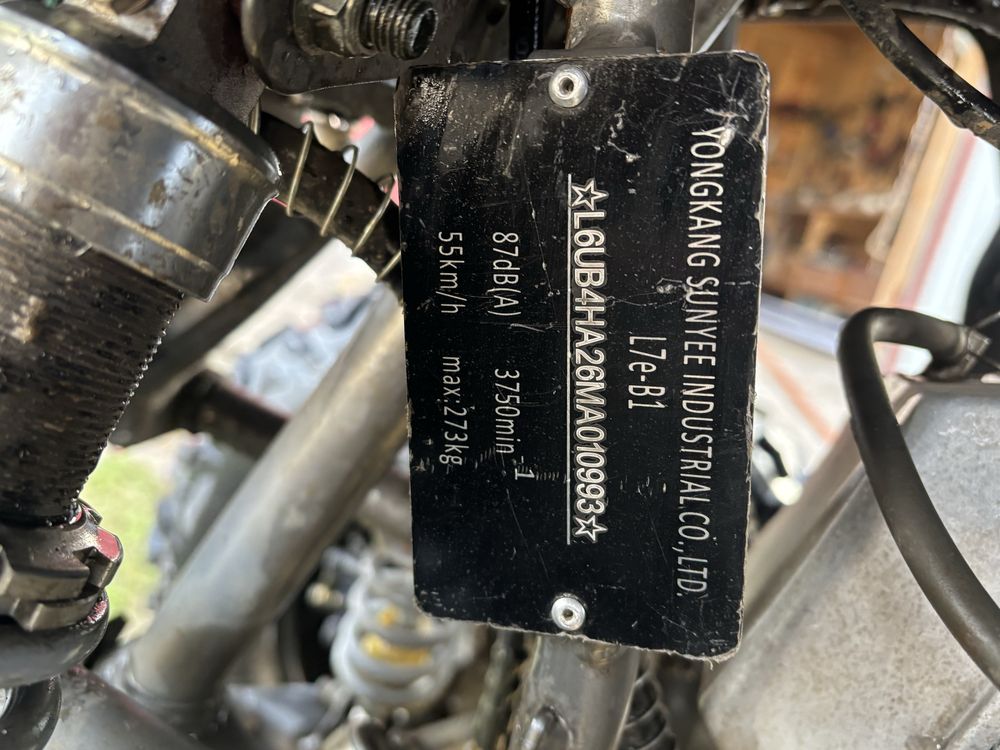 YONGKANG SUNYEE INDUSTRIAL CO.,LTD.
L7e-B1
☆L6UB4HA26MA010993☆
87dB(A) 3750min⁻¹
55km/h max:273kg